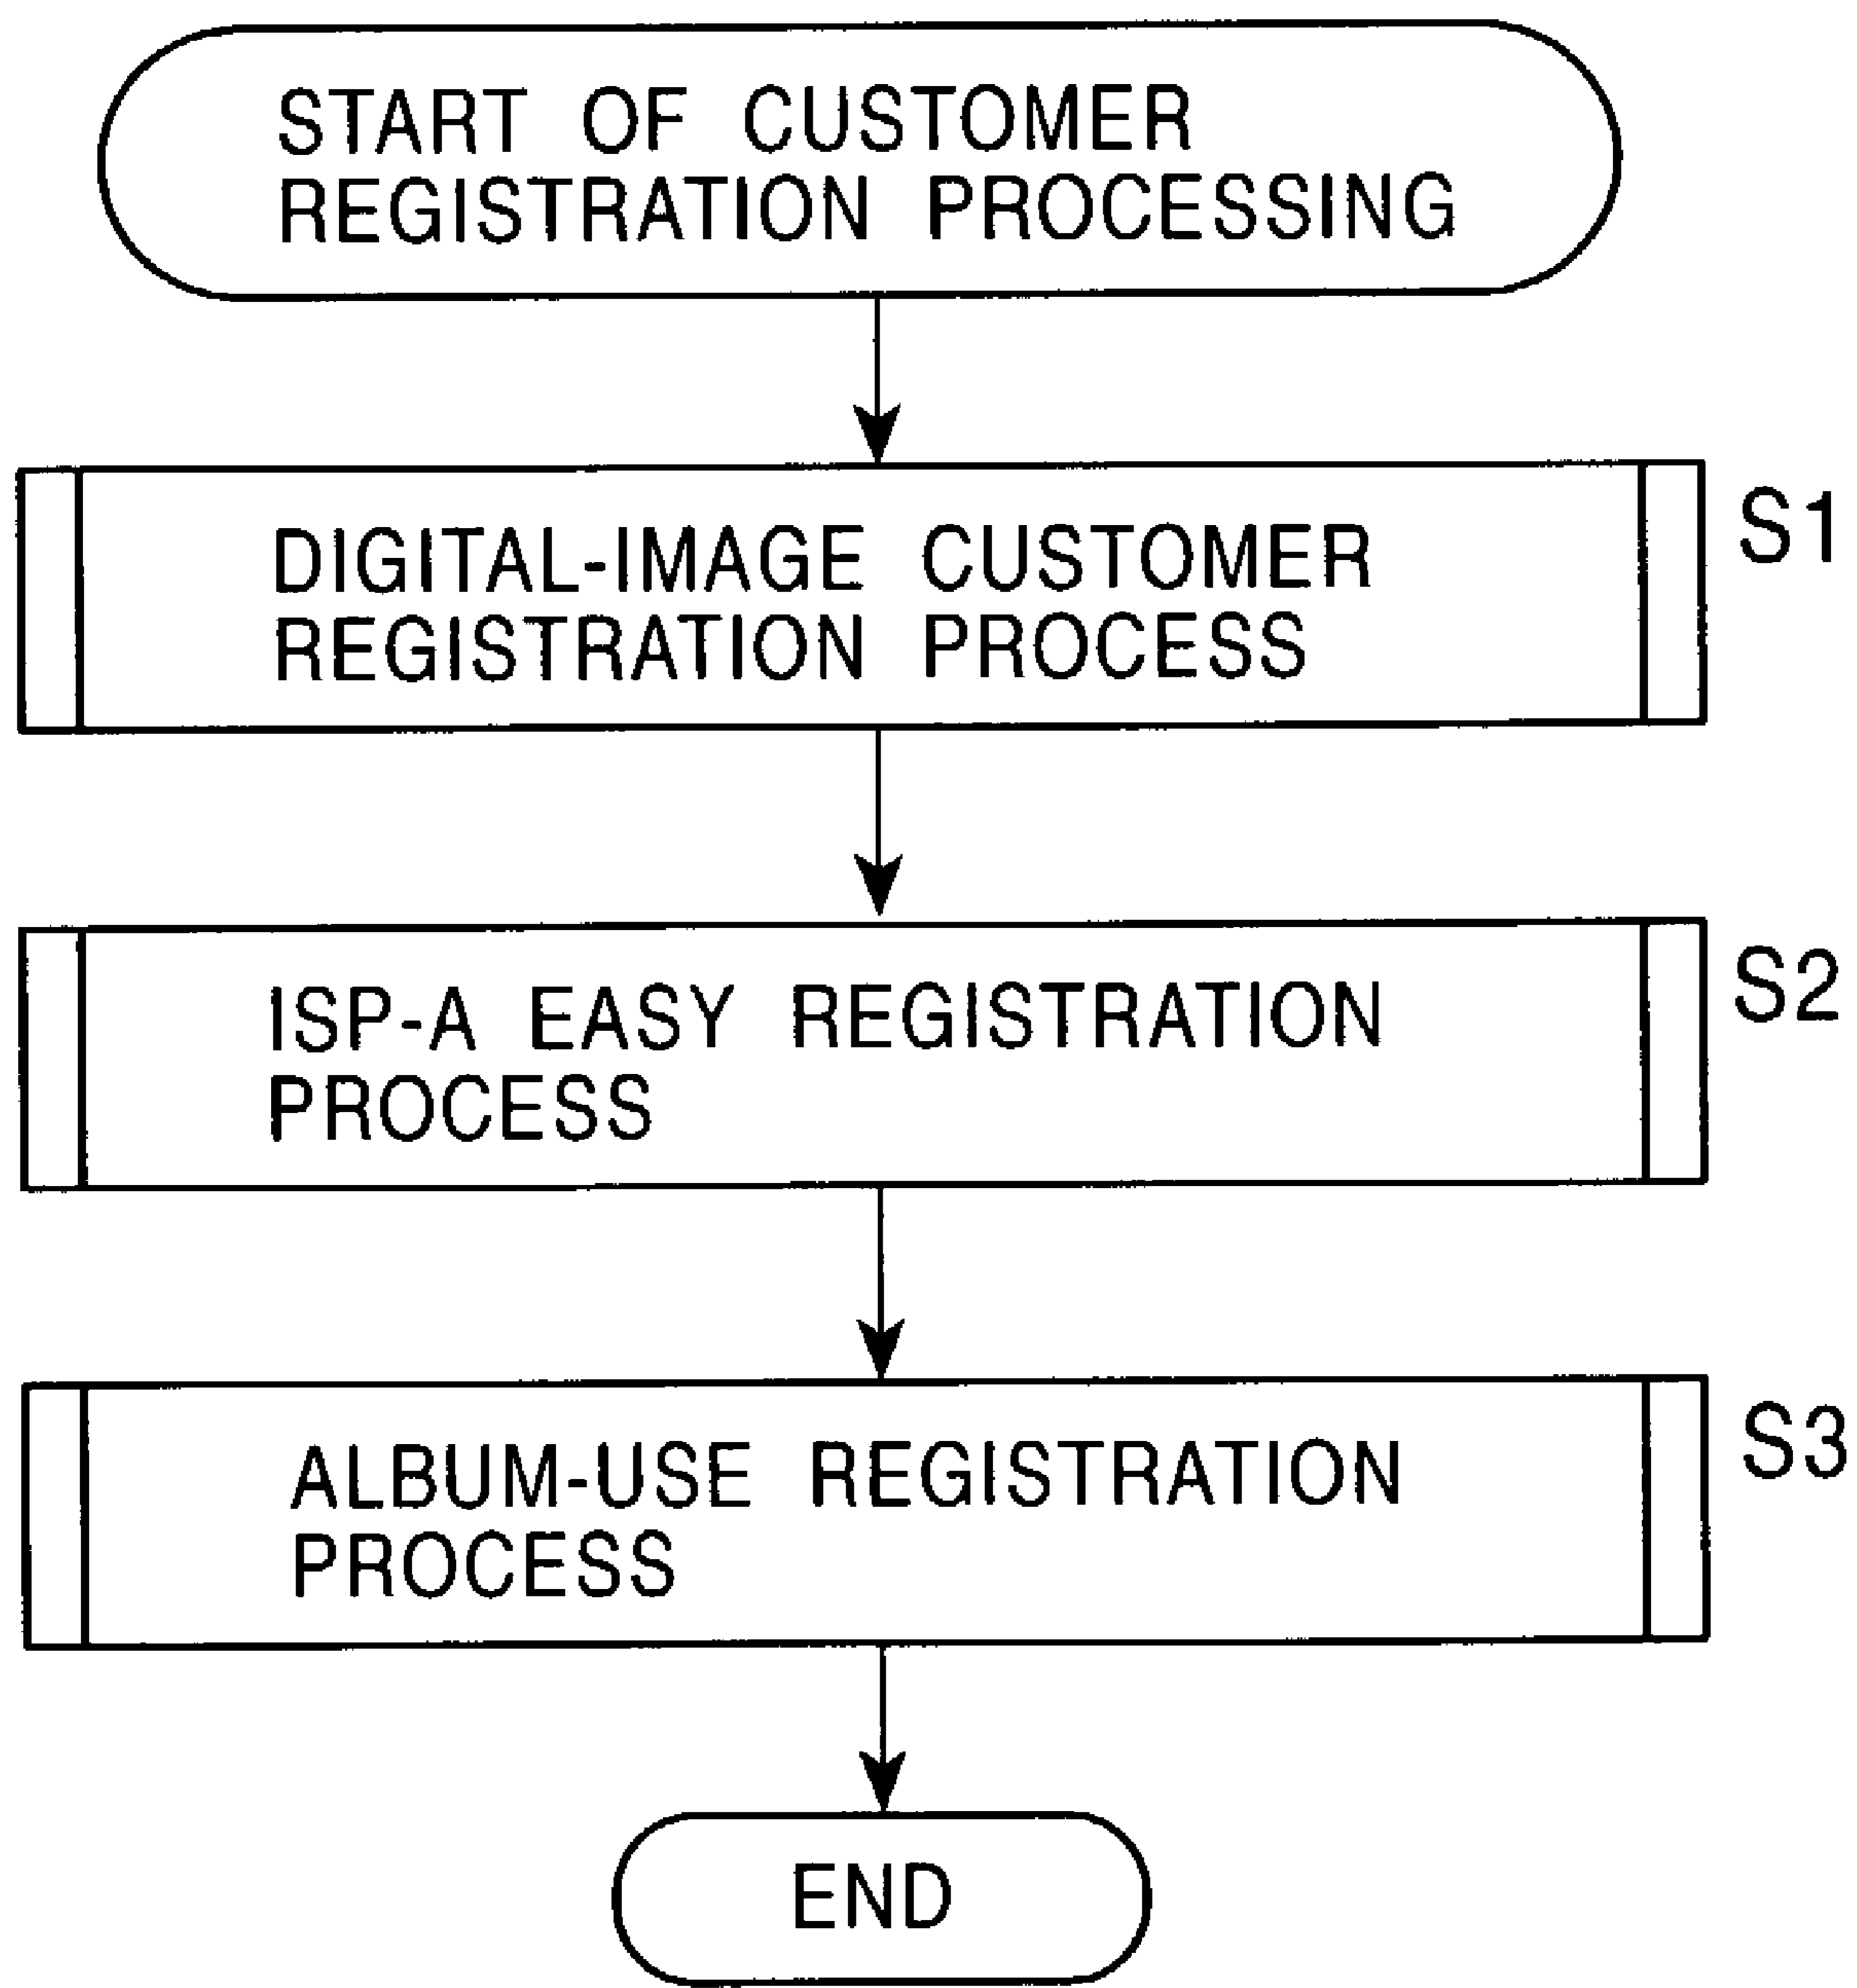 START OF CUSTOMER
REGISTRATION PROCESSING
DIGITAL-IMAGE CUSTOMER
REGISTRATION PROCESS
S1
ISP-A EASY REGISTRATION
PROCESS
S2
ALBUM-USE REGISTRATION
PROCESS
S3
END